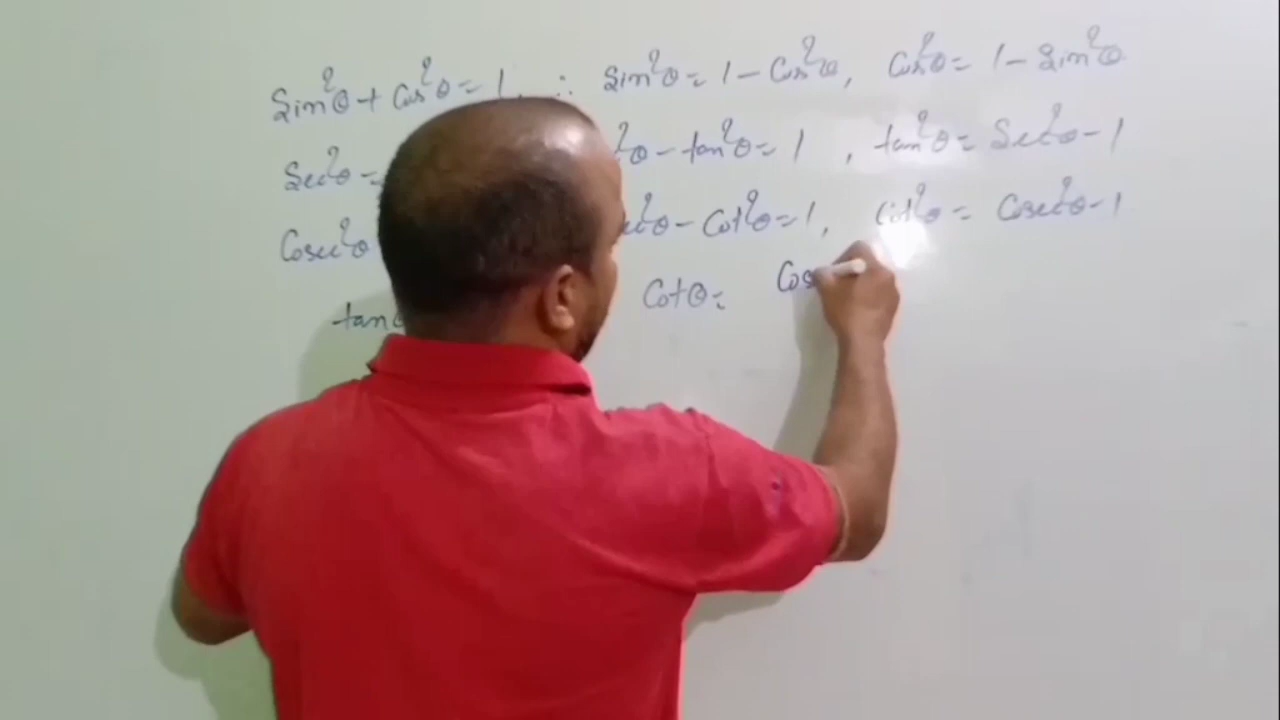 Sin²θ + Cos²θ = 1, ∴ Sin²θ = 1 - Cos²θ, Cos²θ = 1 - Sin²θ
Sec²θ = ²θ - tan²θ = 1, tan²θ = Sec²θ - 1
Cosec²θ ec²θ - Cot²θ = 1, Cot²θ = Cosec²θ - 1
tanθ Cotθ = Cos